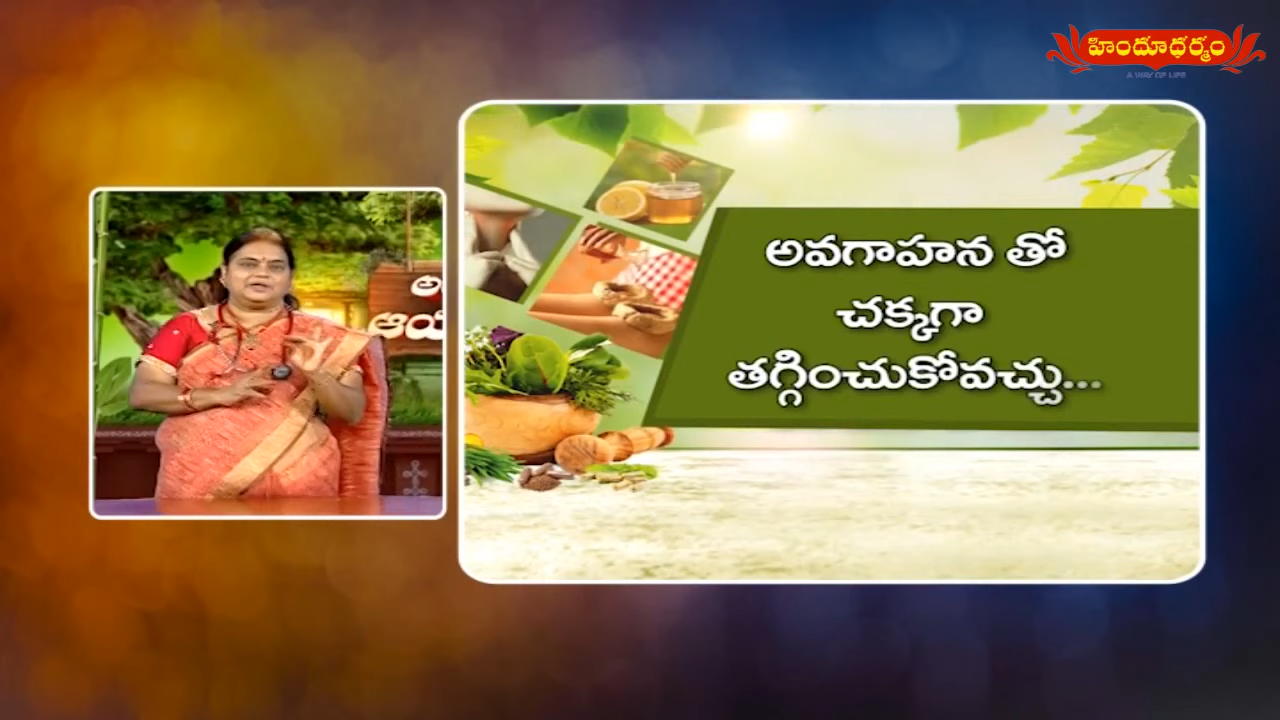 హిందూధర్మం
A WAY OF LIFE
అవగాహన తో
చక్కగా
తగ్గించుకోవచ్చు...